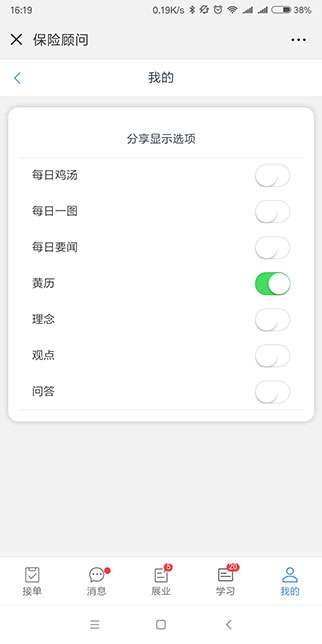 16:19 0.19K/s 38%
保险顾问
我的
分享显示选项
每日鸡汤
每日一图
每日要闻
黄历
理念
观点
问答
5 20
接单 消息 展业 学习 我的